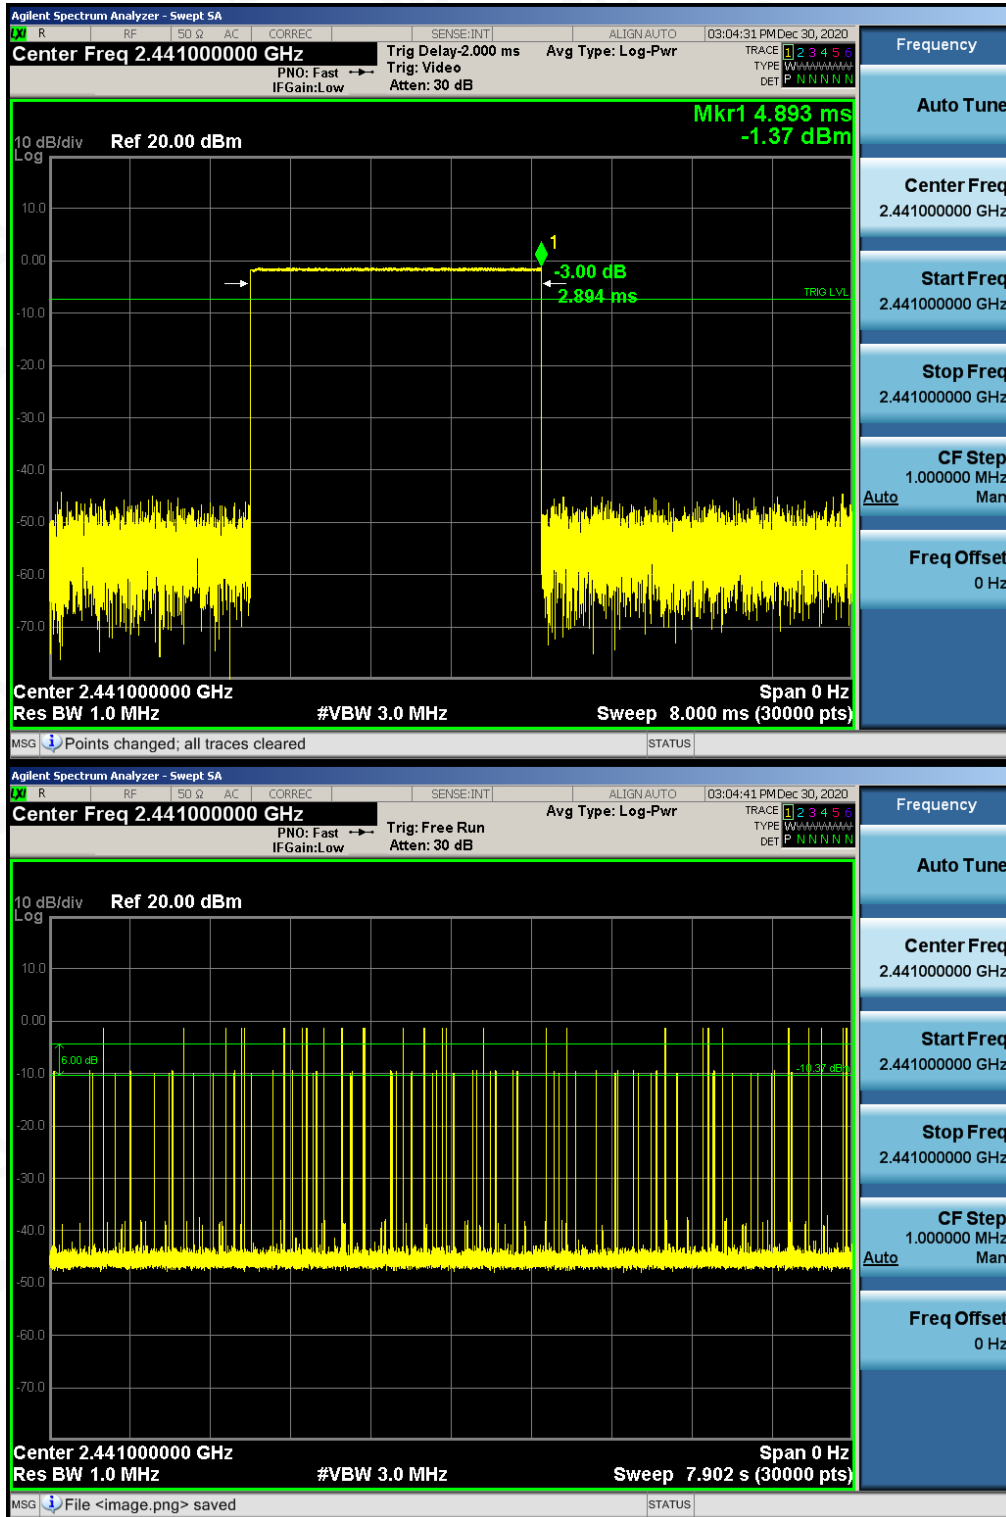 Agilent Spectrum Analyzer - Swept SA
LXI R RF 50 Ω AC CORREC SENSE:INT ALIGN AUTO 03:04:31 PM Dec 30, 2020
Center Freq 2.441000000 GHz
PNO: Fast
IFGain:Low
Trig Delay-2.000 ms
Trig: Video
Atten: 30 dB
Avg Type: Log-Pwr
TRACE 1 2 3 4 5 6
TYPE WWWWWW
DET P N N N N N
Frequency
Mkr1 4.893 ms
-1.37 dBm
10 dB/div
Log
Ref 20.00 dBm
10.0
0.00
-10.0
-20.0
-30.0
-40.0
-50.0
-60.0
-70.0
1
-3.00 dB
2.894 ms
TRIG LVL
Center 2.441000000 GHz
Span 0 Hz
Res BW 1.0 MHz
#VBW 3.0 MHz
Sweep 8.000 ms (30000 pts)
MSG Points changed; all traces cleared
STATUS
Auto Tune
Center Freq
2.441000000 GHz
Start Freq
2.441000000 GHz
Stop Freq
2.441000000 GHz
CF Step
1.000000 MHz
Auto Man
Freq Offset
0 Hz
Agilent Spectrum Analyzer - Swept SA
LXI R RF 50 Ω AC CORREC SENSE:INT ALIGN AUTO 03:04:41 PM Dec 30, 2020
Center Freq 2.441000000 GHz
PNO: Fast
IFGain:Low
Trig: Free Run
Atten: 30 dB
Avg Type: Log-Pwr
TRACE 1 2 3 4 5 6
TYPE WWWWWW
DET P N N N N N
Frequency
10 dB/div
Log
Ref 20.00 dBm
10.0
0.00
-10.0
-20.0
-30.0
-40.0
-50.0
-60.0
-70.0
6.00 dB
-10.37 dBm
Center 2.441000000 GHz
Span 0 Hz
Res BW 1.0 MHz
#VBW 3.0 MHz
Sweep 7.902 s (30000 pts)
MSG File <image.png> saved
STATUS
Auto Tune
Center Freq
2.441000000 GHz
Start Freq
2.441000000 GHz
Stop Freq
2.441000000 GHz
CF Step
1.000000 MHz
Auto Man
Freq Offset
0 Hz